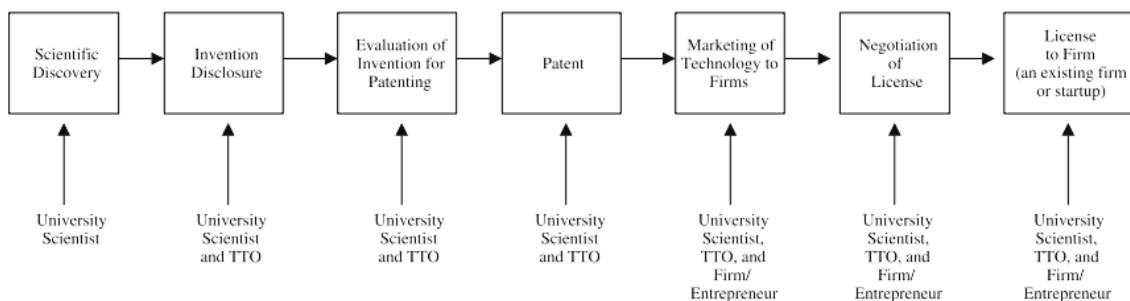 Scientific
Discovery
Invention
Disclosure
Evaluation of
Invention for
Patenting
Patent
Marketing of
Technology to
Firms
Negotiation
of
License
License
to Firm
(an existing firm
or startup)
University
Scientist
University
Scientist
and TTO
University
Scientist
and TTO
University
Scientist
and TTO
University
Scientist,
TTO, and
Firm/
Entrepreneur
University
Scientist,
TTO, and
Firm/
Entrepreneur
University
Scientist,
TTO, and
Firm/
Entrepreneur